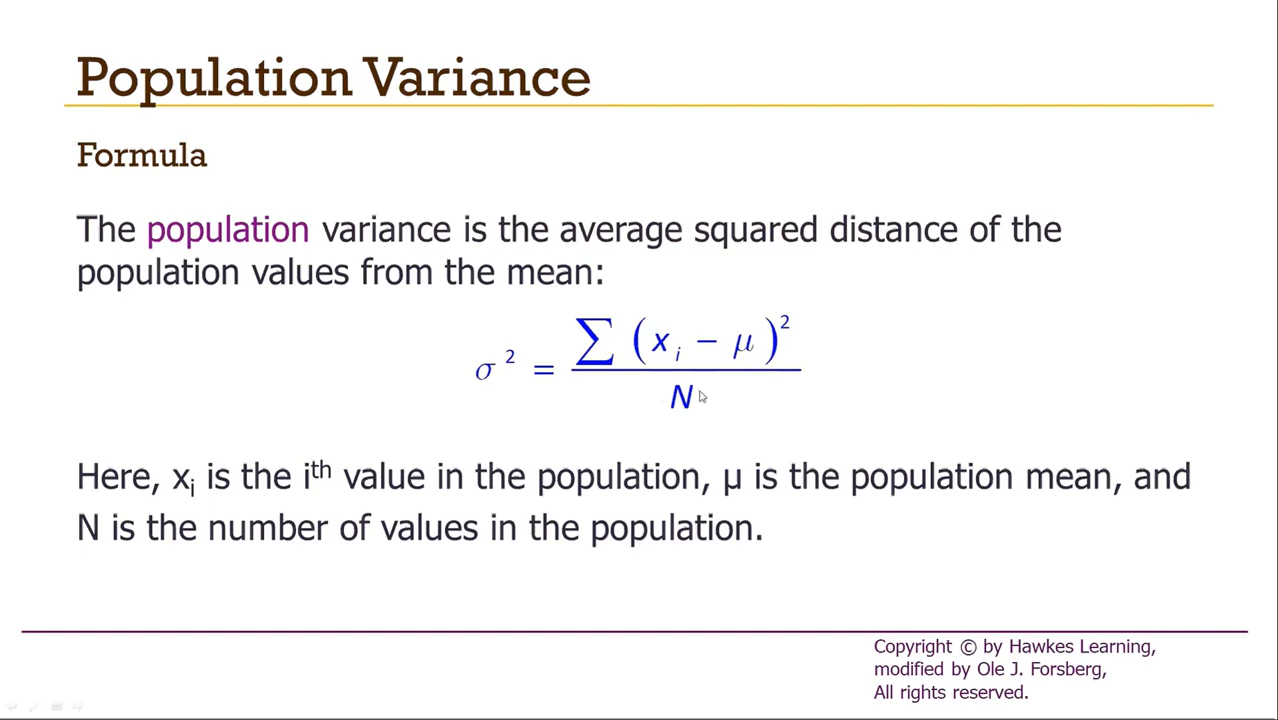 Population Variance
Formula
The population variance is the average squared distance of the
population values from the mean:
σ² = ∑ (xᵢ − μ)² / N
Here, xᵢ is the iᵗʰ value in the population, μ is the population mean, and
N is the number of values in the population.
Copyright © by Hawkes Learning,
modified by Ole J. Forsberg,
All rights reserved.